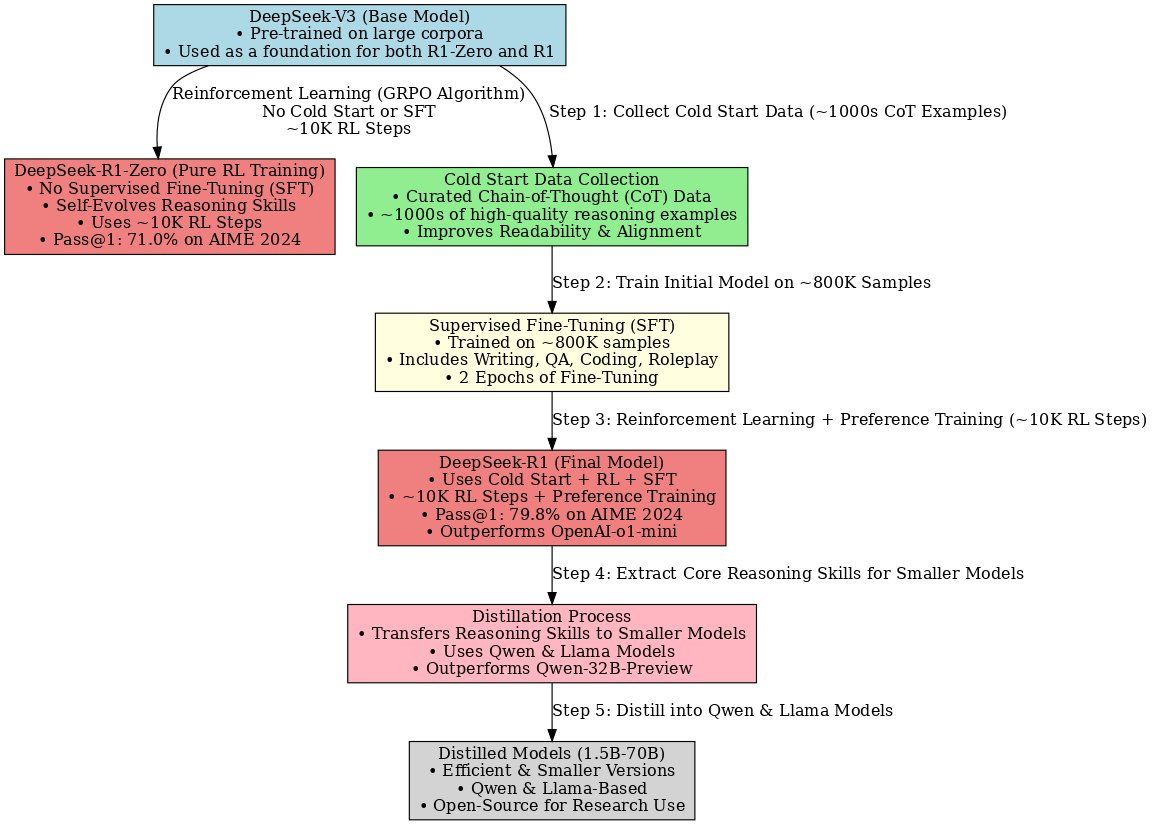 DeepSeek-V3 (Base Model)
• Pre-trained on large corpora
• Used as a foundation for both R1-Zero and R1
Reinforcement Learning (GRPO Algorithm)
No Cold Start or SFT
~10K RL Steps
Step 1: Collect Cold Start Data (~1000s CoT Examples)
DeepSeek-R1-Zero (Pure RL Training)
• No Supervised Fine-Tuning (SFT)
• Self-Evolves Reasoning Skills
• Uses ~10K RL Steps
• Pass@1: 71.0% on AIME 2024
Cold Start Data Collection
• Curated Chain-of-Thought (CoT) Data
• ~1000s of high-quality reasoning examples
• Improves Readability & Alignment
Step 2: Train Initial Model on ~800K Samples
Supervised Fine-Tuning (SFT)
• Trained on ~800K samples
• Includes Writing, QA, Coding, Roleplay
• 2 Epochs of Fine-Tuning
Step 3: Reinforcement Learning + Preference Training (~10K RL Steps)
DeepSeek-R1 (Final Model)
• Uses Cold Start + RL + SFT
• ~10K RL Steps + Preference Training
• Pass@1: 79.8% on AIME 2024
• Outperforms OpenAI-o1-mini
Step 4: Extract Core Reasoning Skills for Smaller Models
Distillation Process
• Transfers Reasoning Skills to Smaller Models
• Uses Qwen & Llama Models
• Outperforms Qwen-32B-Preview
Step 5: Distill into Qwen & Llama Models
Distilled Models (1.5B-70B)
• Efficient & Smaller Versions
• Qwen & Llama-Based
• Open-Source for Research Use